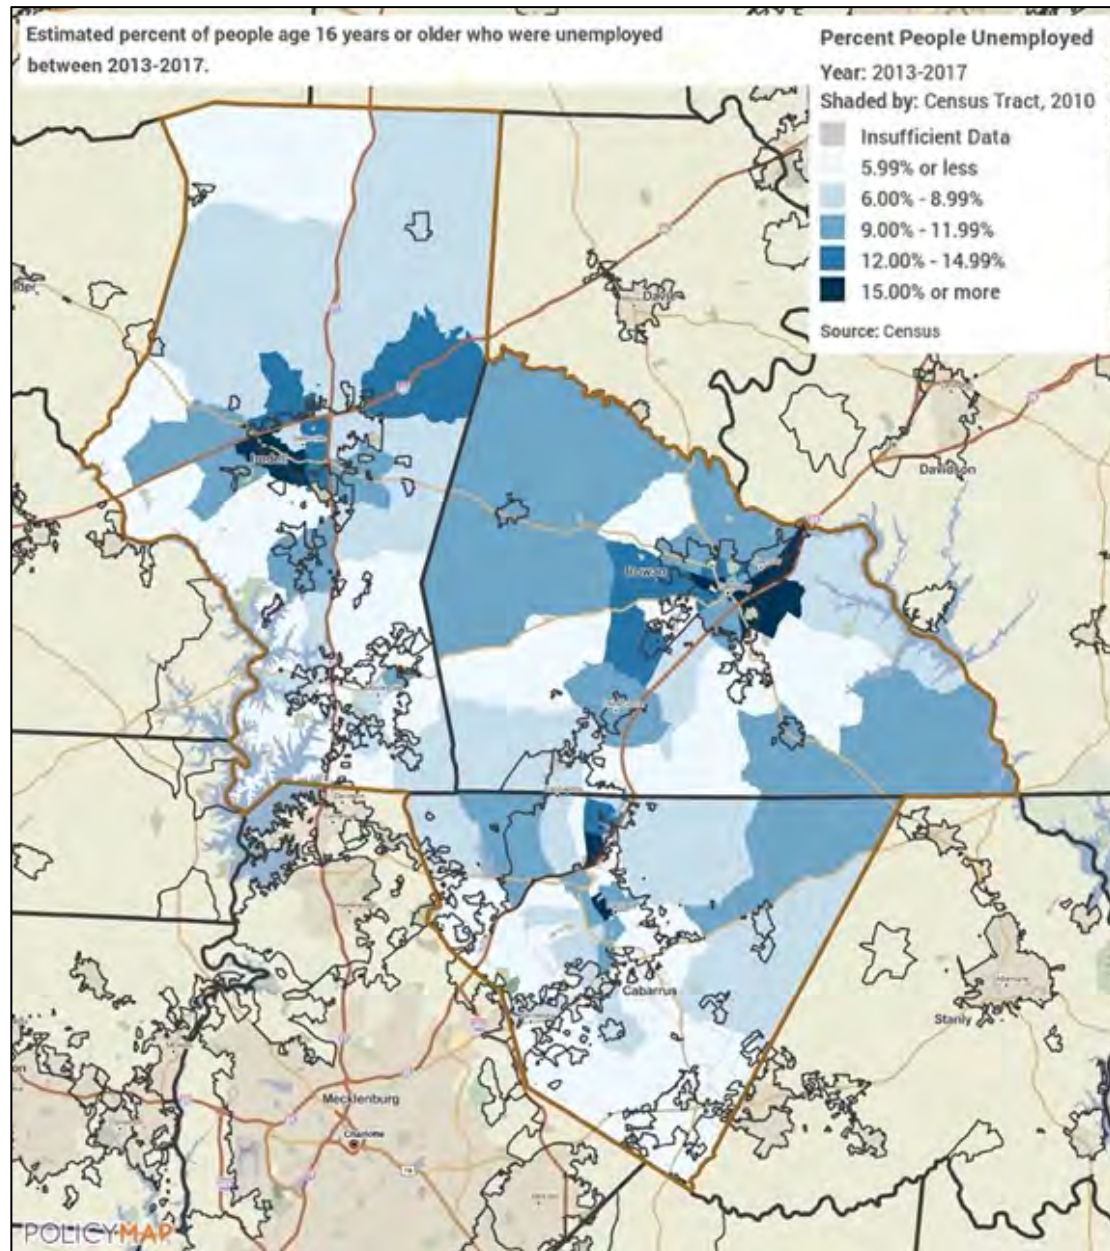 Estimated percent of people age 16 years or older who were unemployed
between 2013-2017.
Percent People Unemployed
Year: 2013-2017
Shaded by: Census Tract, 2010
Insufficient Data
5.99% or less
6.00% - 8.99%
9.00% - 11.99%
12.00% - 14.99%
15.00% or more
Source: Census
Davie
Davidson
Iredell
Rowan
Cabarrus
Stanly
Mecklenburg
Charlotte
POLICYMAP